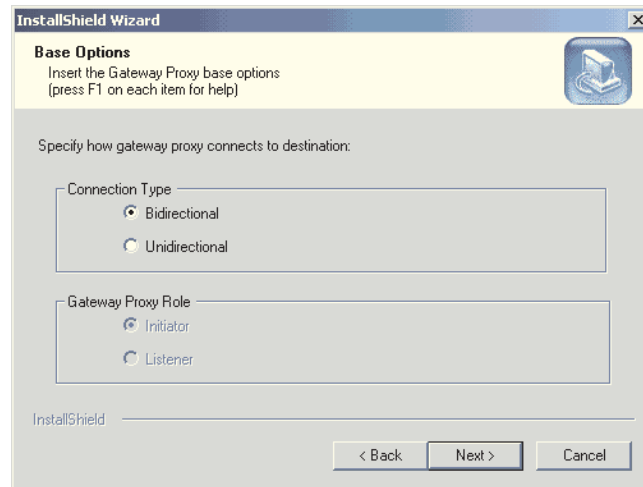 InstallShield Wizard
Base Options
Insert the Gateway Proxy base options
(press F1 on each item for help)
Specify how gateway proxy connects to destination:
Connection Type
Bidirectional
Unidirectional
Gateway Proxy Role
Initiator
Listener
InstallShield
< Back Next > Cancel